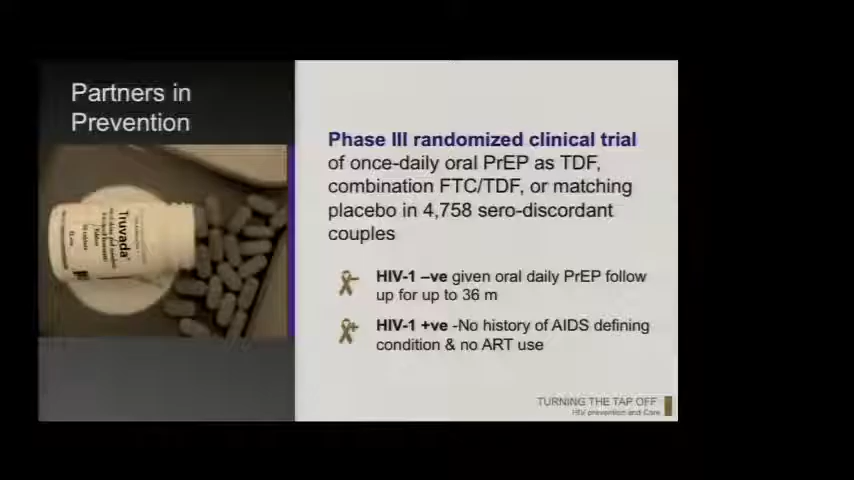 Partners in
Prevention
Phase III randomized clinical trial
of once-daily oral PrEP as TDF,
combination FTC/TDF, or matching
placebo in 4,758 sero-discordant
couples
HIV-1 –ve given oral daily PrEP follow
up for up to 36 m
HIV-1 +ve -No history of AIDS defining
condition & no ART use
Truvada
TURNING THE TAP OFF
HIV prevention and Care